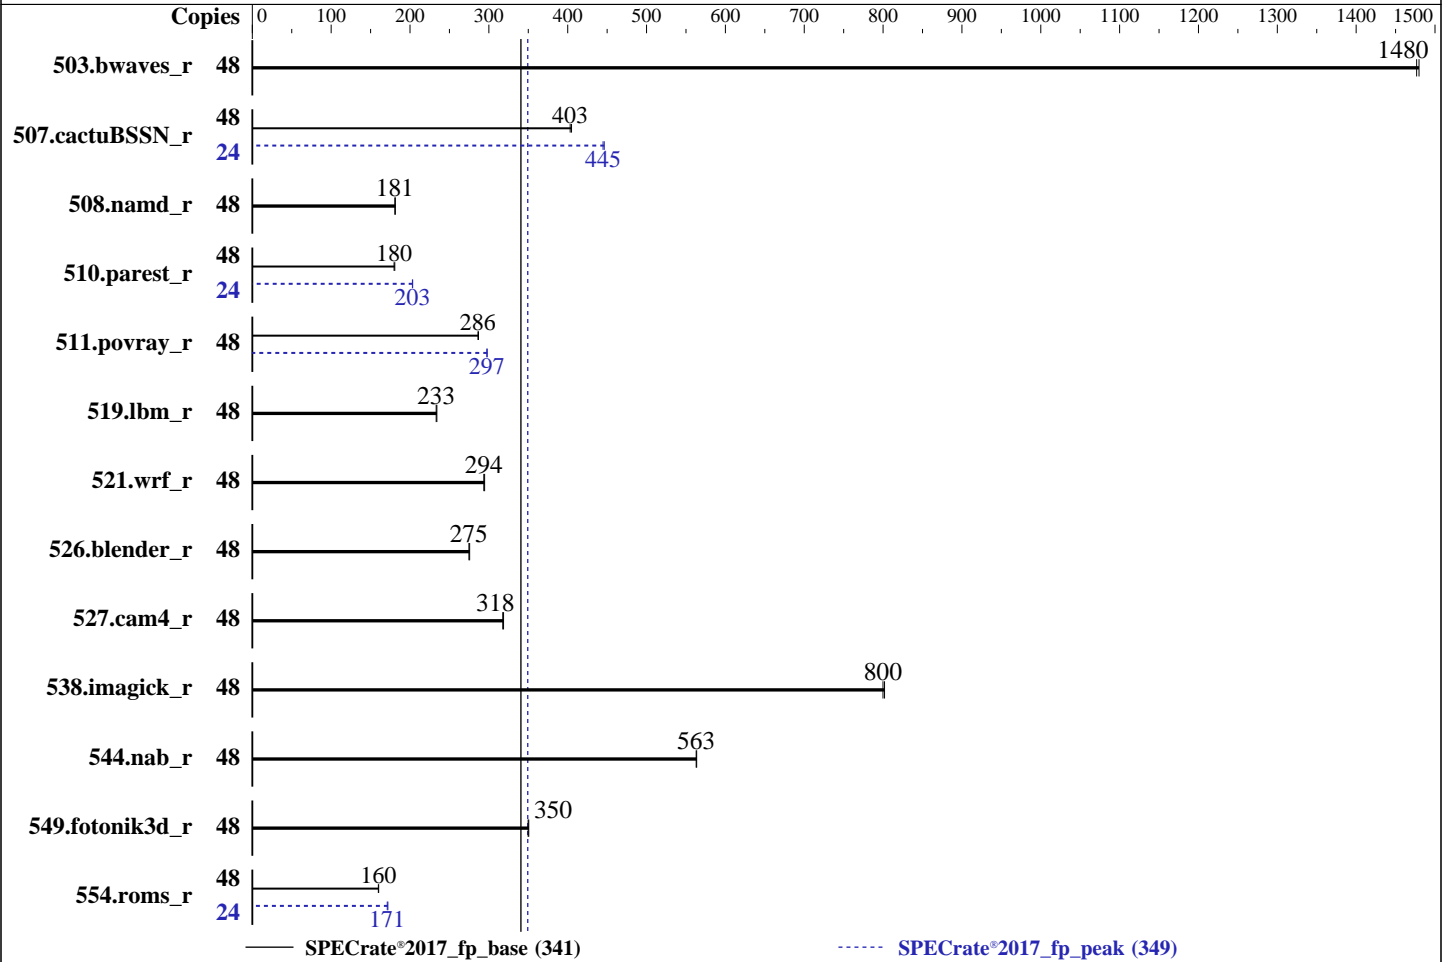 Copies 0 100 200 300 400 500 600 700 800 900 1000 1100 1200 1300 1400 1500
503.bwaves_r 48 1480
507.cactuBSSN_r 48 403
24 445
508.namd_r 48 181
510.parest_r 48 180
24 203
511.povray_r 48 286
297
519.lbm_r 48 233
521.wrf_r 48 294
526.blender_r 48 275
527.cam4_r 48 318
538.imagick_r 48 800
544.nab_r 48 563
549.fotonik3d_r 48 350
554.roms_r 48 160
24 171
SPECrate®2017_fp_base (341) SPECrate®2017_fp_peak (349)